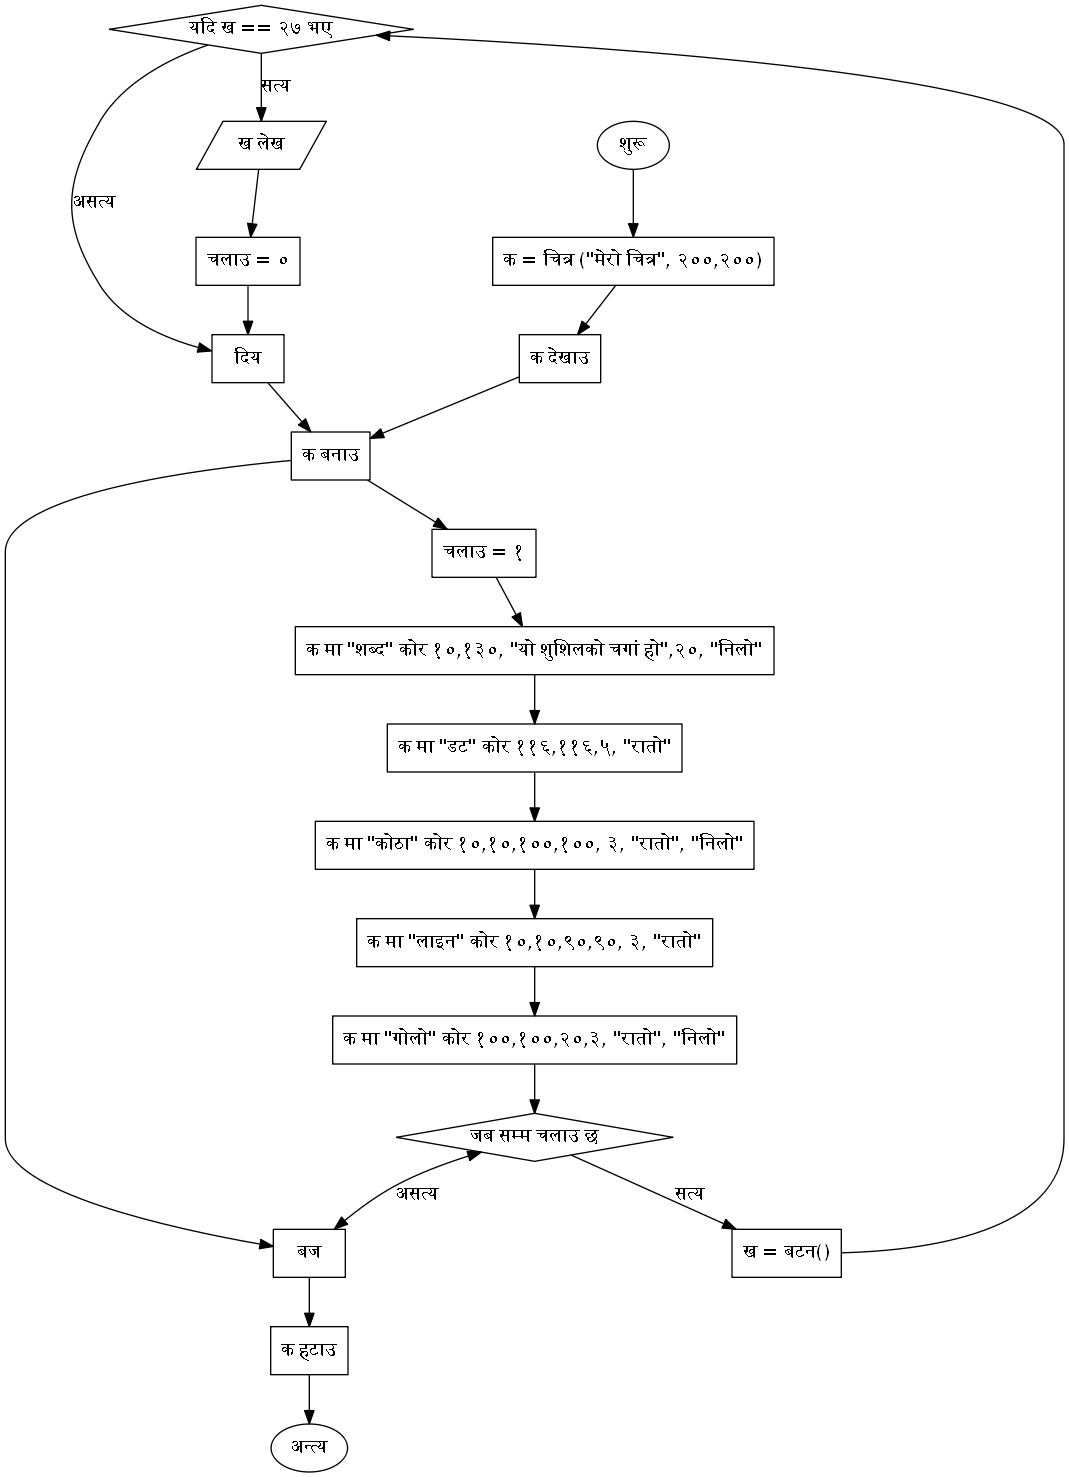 यदि ख == २७ भए
सत्य
ख लेख
शुरू
असत्य
चलाउ = ०
क = चित्र ("मेरो चित्र", २००,२००)
दिय
क देखाउ
क बनाउ
चलाउ = १
क मा "शब्द" कोर १०,१३०, "यो शुशिलको चगां हो",२०, "निलो"
क मा "डट" कोर ११६,११६,५, "रातो"
क मा "कोठा" कोर १०,१०,१००,१००, ३, "रातो", "निलो"
क मा "लाइन" कोर १०,१०,९०,९०, ३, "रातो"
क मा "गोलो" कोर १००,१००,२०,३, "रातो", "निलो"
जब सम्म चलाउ छ
असत्य
सत्य
बज
ख = बटन()
क हटाउ
अन्त्य